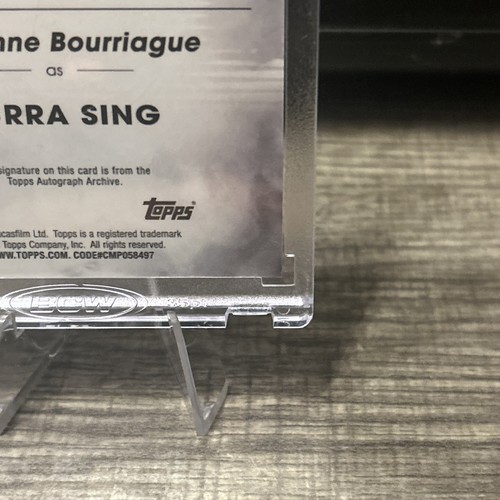 nne Bourriague
as
RRA SING
signature on this card is from the
Topps Autograph Archive.
topps
ucasfilm Ltd. Topps is a registered trademark
Topps Company, Inc. All rights reserved.
WW.TOPPS.COM. CODE#CMP058497
BCW